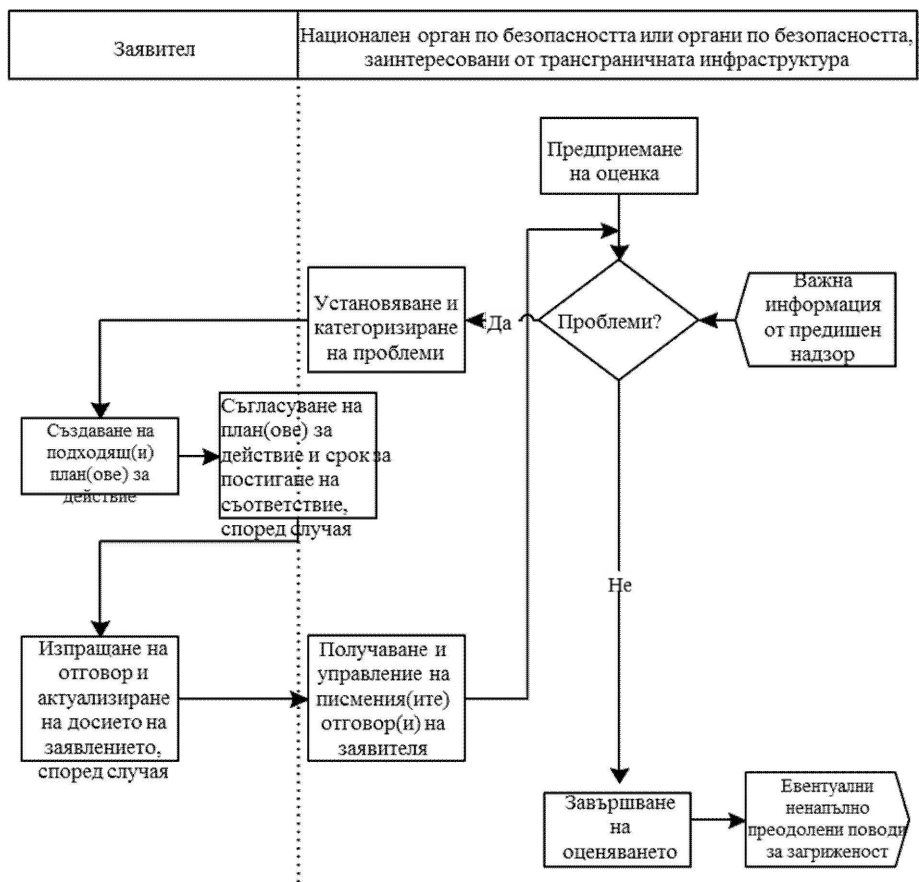 Заявител
Национален орган по безопасността или органи по безопасността,
заинтересовани от трансграничната инфраструктура
Предприемане
на оценка
Установяване и
категоризиране
на проблеми
Да
Проблеми?
Важна
информация
от предишен
надзор
Създаване на
подходящ(и)
план(ове) за
действие
Съгласуване на
план(ове) за
действие и срок за
постигане на
съответствие,
според случая
Не
Изпращане на
отговор и
актуализиране
на досието на
заявлението,
според случая
Получаване и
управление на
писмения(ите)
отговор(и) на
заявителя
Завършване
на
оценяването
Евентуални
ненапълно
преодолени поводи
за загриженост